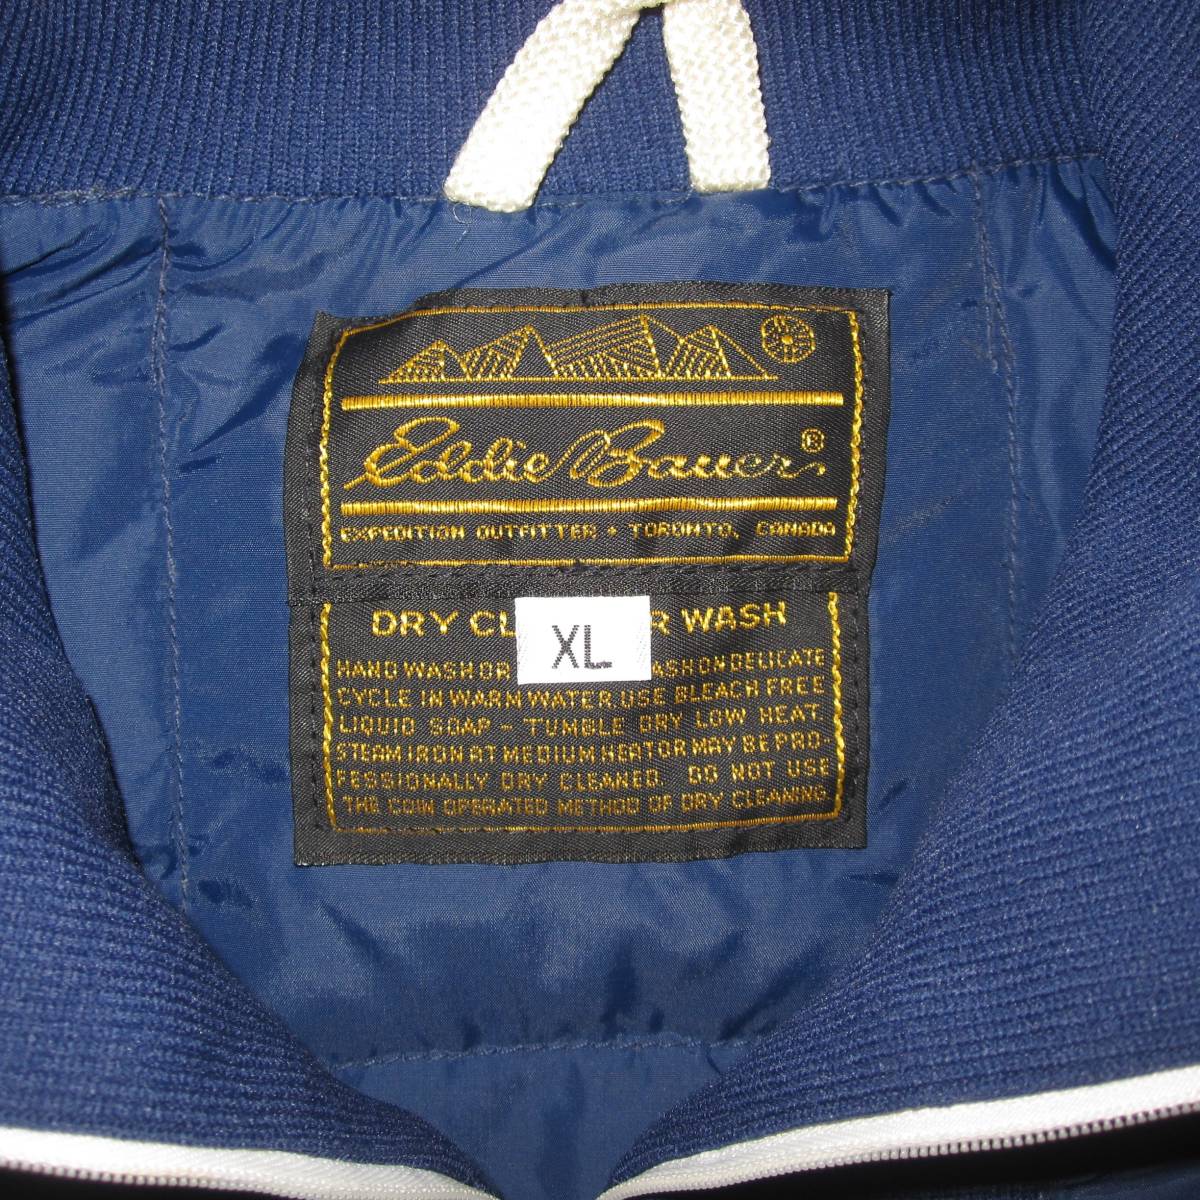 Eddie Bauer®
EXPEDITION OUTFITTER • TORONTO, CANADA
DRY CL R WASH
XL
HAND WASH OR ASH ON DELICATE
CYCLE IN WARM WATER. USE BLEACH FREE
LIQUID SOAP - TUMBLE DRY LOW HEAT.
STEAM IRON AT MEDIUM HEAT OR MAY BE PRO-
FESSIONALLY DRY CLEANED. DO NOT USE
THE COIN OPERATED METHOD OF DRY CLEANING